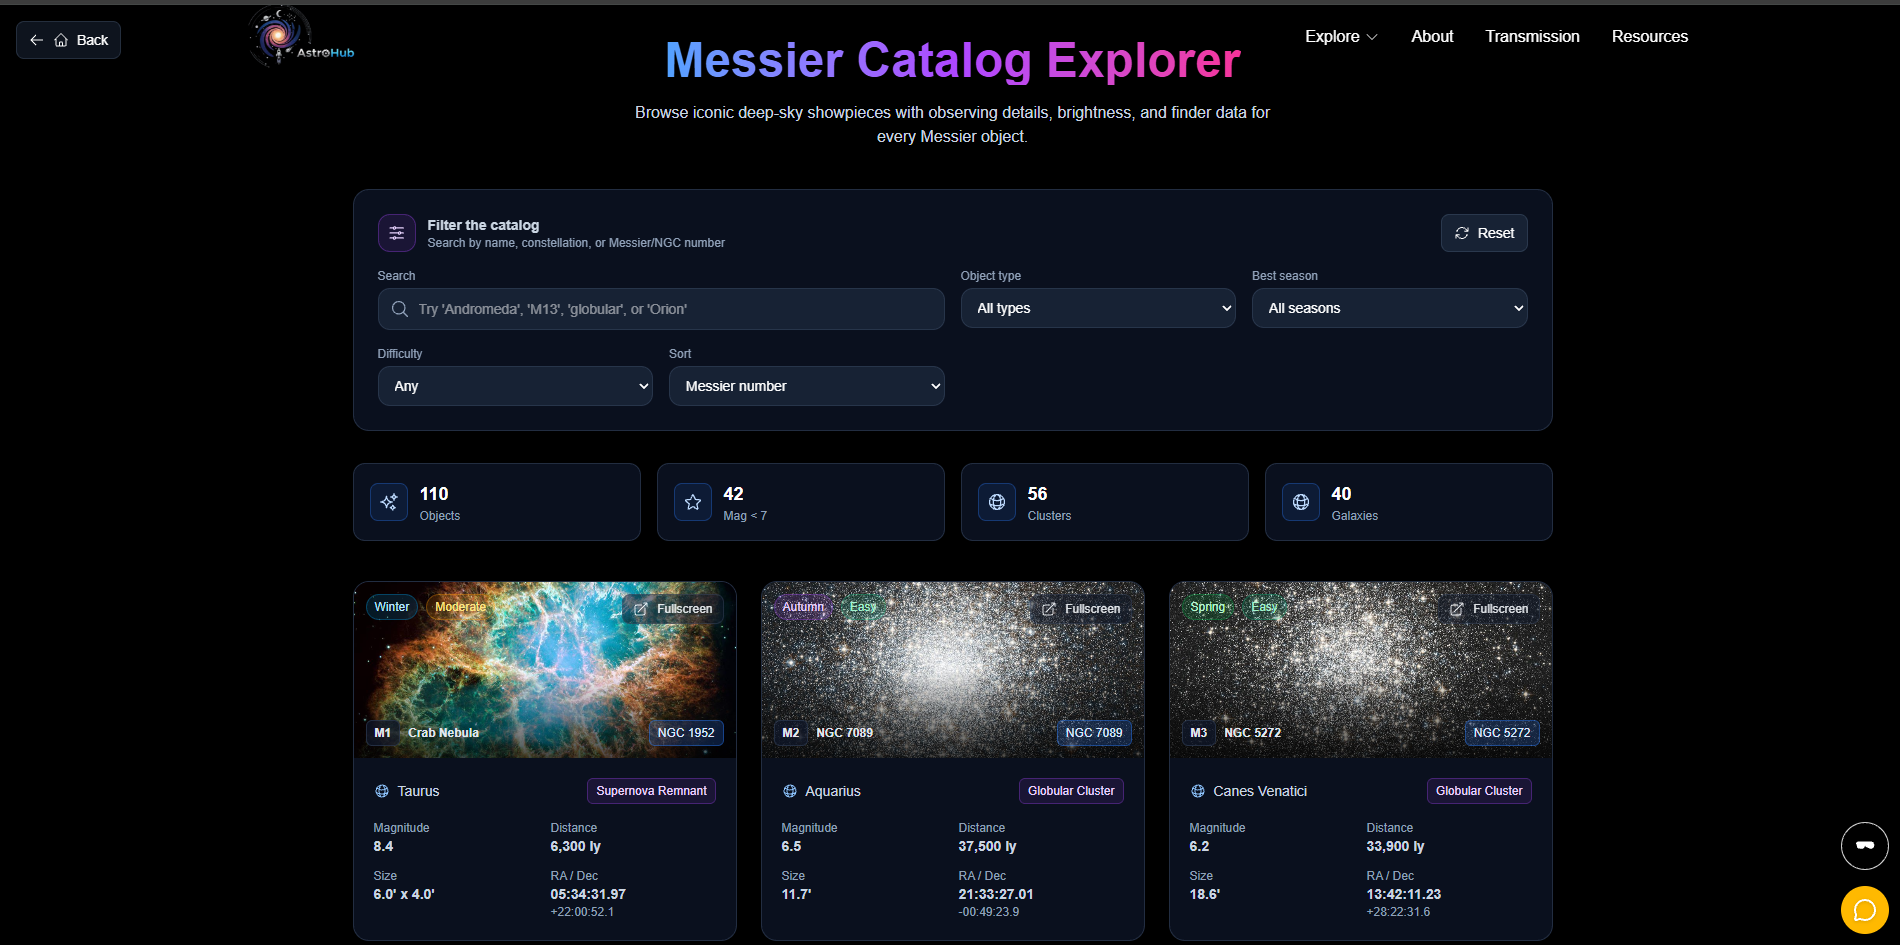 Back
AstroHub
Explore
About
Transmission
Resources
Messier Catalog Explorer
Browse iconic deep-sky showpieces with observing details, brightness, and finder data for
every Messier object.
Filter the catalog
Search by name, constellation, or Messier/NGC number
Reset
Search
Object type
Best season
Try 'Andromeda', 'M13', 'globular', or 'Orion'
All types
All seasons
Difficulty
Sort
Any
Messier number
110
Objects
42
Mag < 7
56
Clusters
40
Galaxies
Winter
Moderate
Fullscreen
M1
Crab Nebula
NGC 1952
Taurus
Supernova Remnant
Magnitude
Distance
8.4
6,300 ly
Size
RA / Dec
6.0' x 4.0'
05:34:31.97
+22:00:52.1
Autumn
Easy
Fullscreen
M2
NGC 7089
NGC 7089
Aquarius
Globular Cluster
Magnitude
Distance
6.5
37,500 ly
Size
RA / Dec
11.7'
21:33:27.01
-00:49:23.9
Spring
Easy
Fullscreen
M3
NGC 5272
NGC 5272
Canes Venatici
Globular Cluster
Magnitude
Distance
6.2
33,900 ly
Size
RA / Dec
18.6'
13:42:11.23
+28:22:31.6